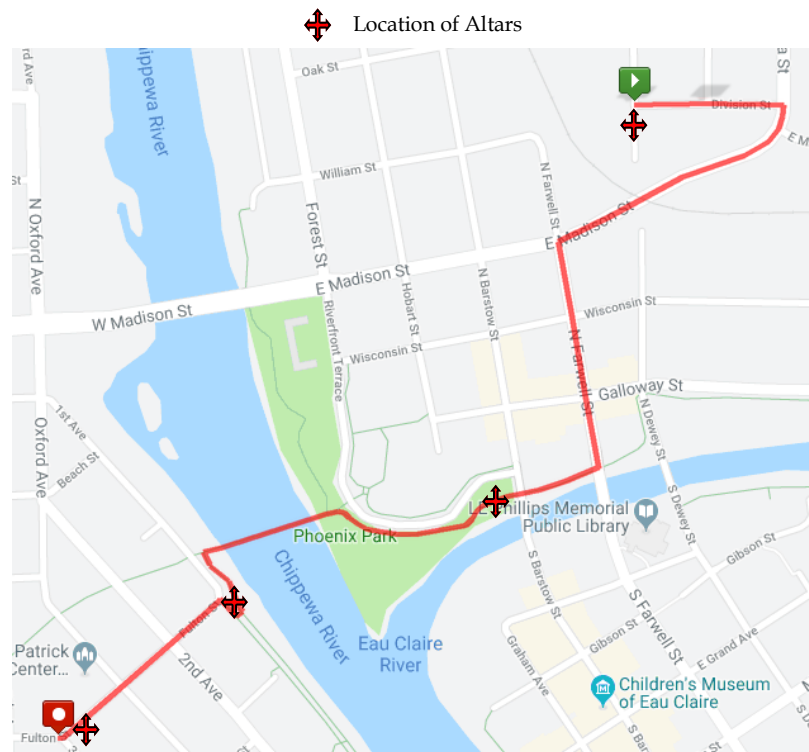 Location of Altars
rd Ave
Chippewa
River
Oak St
a St
Division St
E M
St
William St
N Farwell St
N Oxford Ave
Forest St
E Madison St
E Madison St
N Barstow St
Hobart St
W Madison St
Riverfront Terrace
Wisconsin St
Wisconsin St
N Farwell St
Galloway St
1st Ave
N Dewey St
Oxford Ave
Beach St
Phillips Memorial
Public Library
S Dewey St
Phoenix Park
Chippewa
River
Gibson St
S Barstow St
Fulton S
S Farwell St
Gibson St
Eau Claire
River
Graham Ave
E Grand Ave
Patrick
Center...
2nd Ave
Children's Museum
of Eau Claire
Fulton
3
S Bar